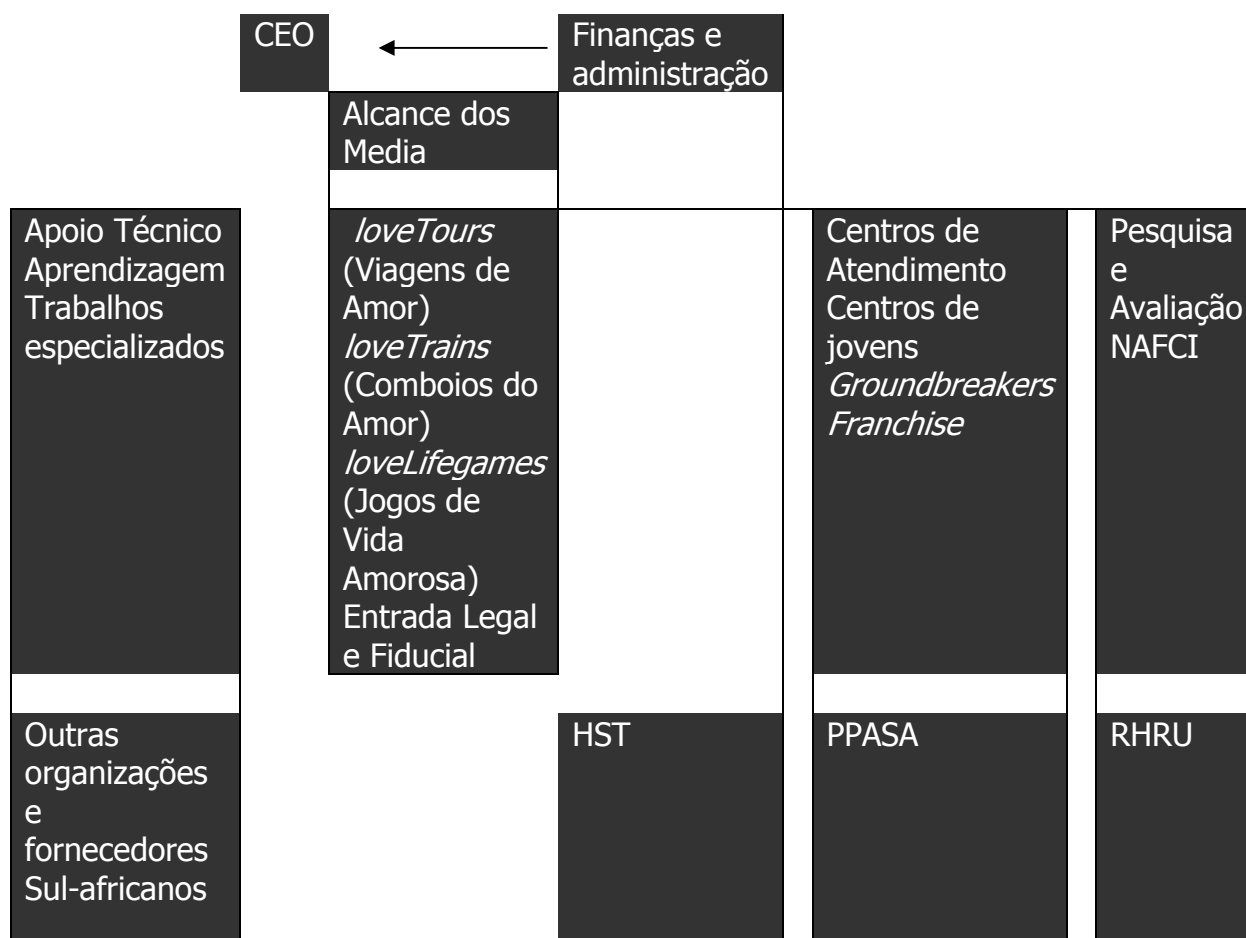 CEO
Finanças e
administração
Alcance dos
Media
Apoio Técnico
Aprendizagem
Trabalhos
especializados
loveTours
(Viagens de
Amor)
loveTrains
(Comboios do
Amor)
loveLifegames
(Jogos de
Vida
Amorosa)
Entrada Legal
e Fiducial
Centros de
Atendimento
Centros de
jovens
Groundbreakers
Franchise
Pesquisa
e
Avaliação
NAFCI
Outras
organizações
e
fornecedores
Sul-africanos
HST
PPASA
RHRU